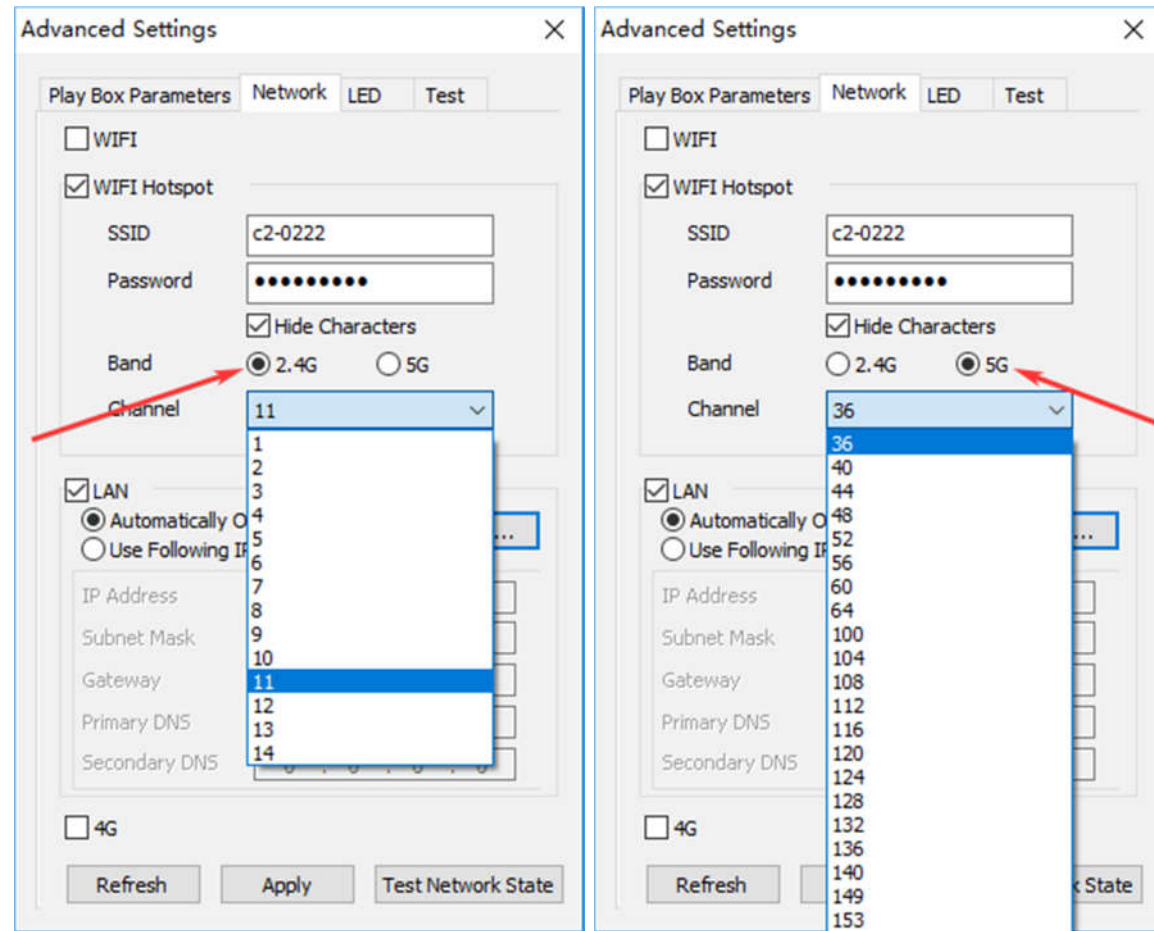 Advanced Settings
Play Box Parameters Network LED Test
WIFI
WIFI Hotspot
SSID c2-0222
Password •••••••••
Hide Characters
Band 2.4G 5G
Channel 11
1
2
3
4
5
6
7
8
9
10
11
12
13
14
LAN
Automatically O
...
Use Following IP
IP Address
Subnet Mask
Gateway
Primary DNS
Secondary DNS
4G
Refresh Apply Test Network State
Advanced Settings
Play Box Parameters Network LED Test
WIFI
WIFI Hotspot
SSID c2-0222
Password •••••••••
Hide Characters
Band 2.4G 5G
Channel 36
36
40
44
48
52
56
60
64
100
104
108
112
116
120
124
128
132
136
140
149
153
LAN
Automatically O
...
Use Following IP
IP Address
Subnet Mask
Gateway
Primary DNS
Secondary DNS
4G
Refresh State